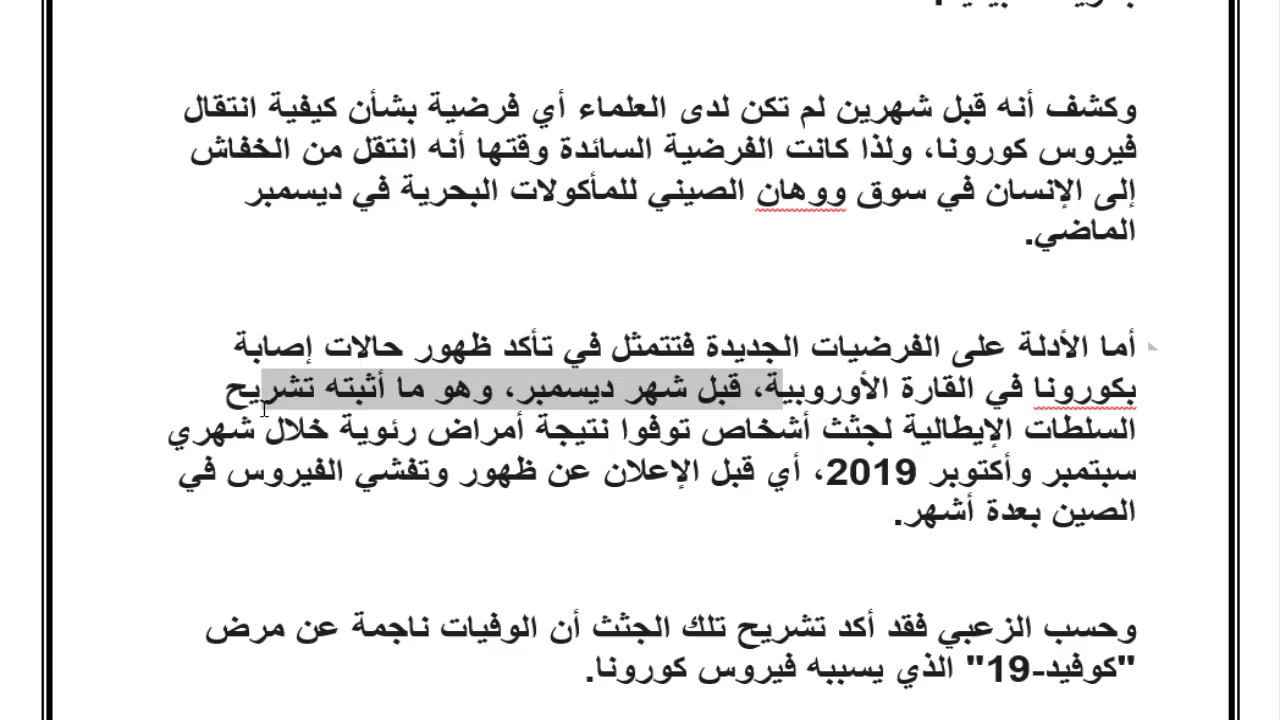 وكشف أنه قبل شهرين لم تكن لدى العلماء أي فرضية بشأن كيفية انتقال
فيروس كورونا، ولذا كانت الفرضية السائدة وقتها أنه انتقل من الخفاش
إلى الإنسان في سوق ووهان الصيني للمأكولات البحرية في ديسمبر
الماضي.
أما الأدلة على الفرضيات الجديدة فتتمثل في تأكد ظهور حالات إصابة
بكورونا في القارة الأوروبية، قبل شهر ديسمبر، وهو ما أثبته تشريح
السلطات الإيطالية لجثث أشخاص توفوا نتيجة أمراض رئوية خلال شهري
سبتمبر وأكتوبر 2019، أي قبل الإعلان عن ظهور وتفشي الفيروس في
الصين بعدة أشهر.
وحسب الزعبي فقد أكد تشريح تلك الجثث أن الوفيات ناجمة عن مرض
"كوفيد-19" الذي يسببه فيروس كورونا.